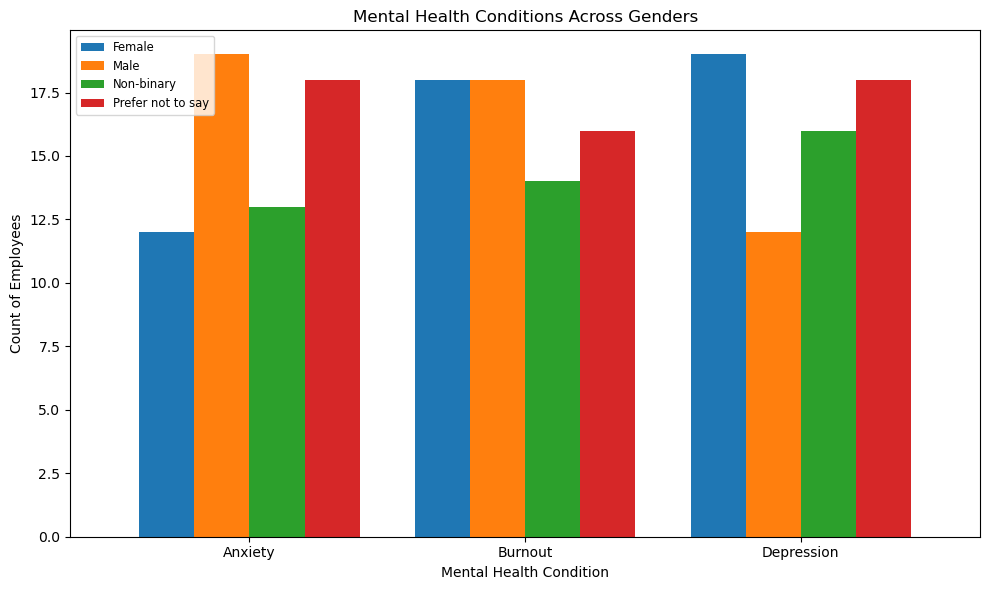 Mental Health Conditions Across Genders
Female
Male
Non-binary
Prefer not to say
Count of Employees
17.5
15.0
12.5
10.0
7.5
5.0
2.5
0.0
Anxiety
Burnout
Depression
Mental Health Condition